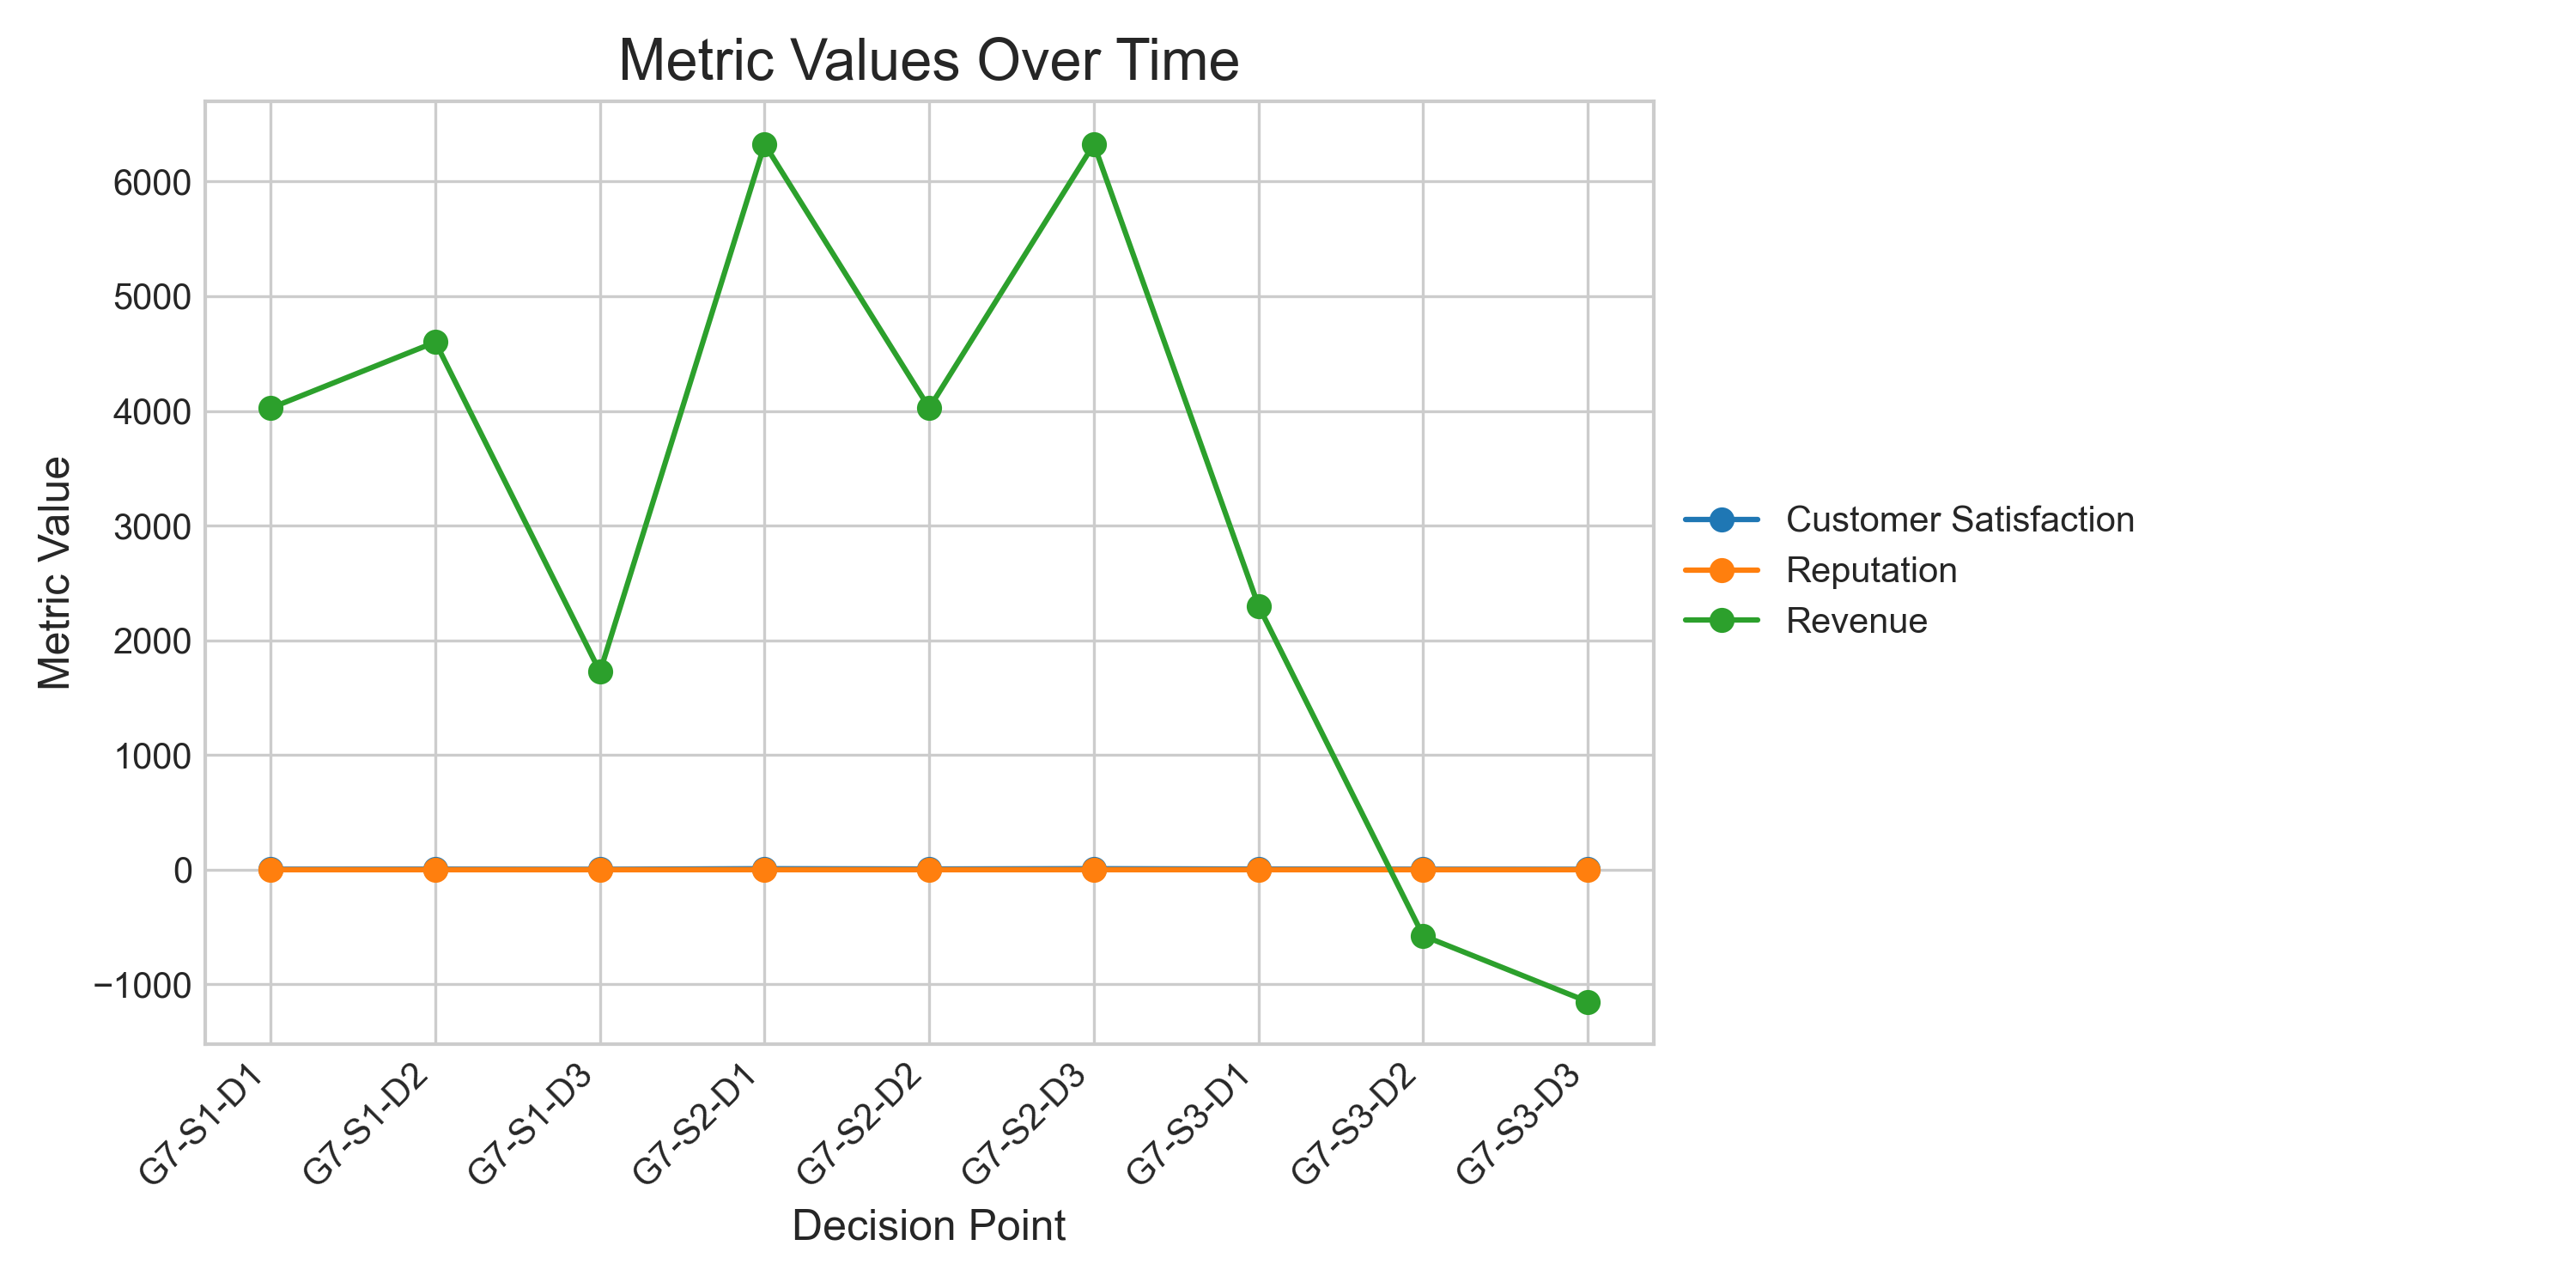 Metric Values Over Time
Metric Value
6000
5000
4000
3000
2000
1000
0
−1000
G7-S1-D1
G7-S1-D2
G7-S1-D3
G7-S2-D1
G7-S2-D2
G7-S2-D3
G7-S3-D1
G7-S3-D2
G7-S3-D3
Decision Point
Customer Satisfaction
Reputation
Revenue